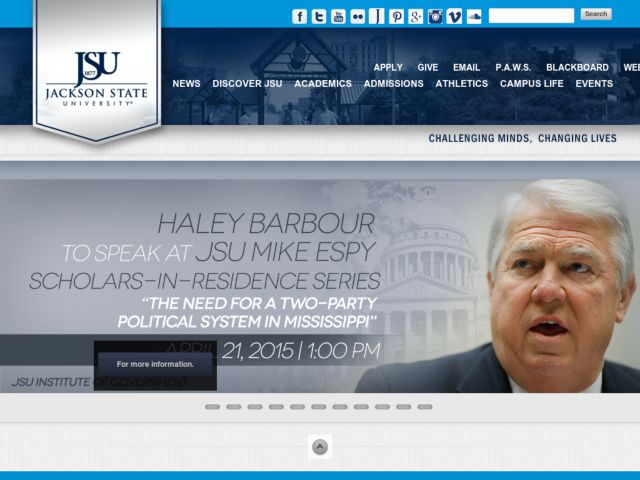 Search
JSU
1877
JACKSON STATE
UNIVERSITY®
APPLY GIVE EMAIL P.A.W.S. BLACKBOARD WE
NEWS DISCOVER JSU ACADEMICS ADMISSIONS ATHLETICS CAMPUS LIFE EVENTS
CHALLENGING MINDS, CHANGING LIVES
HALEY BARBOUR
TO SPEAK AT JSU MIKE ESPY
SCHOLARS-IN-RESIDENCE SERIES
"THE NEED FOR A TWO-PARTY
POLITICAL SYSTEM IN MISSISSIPPI"
APRIL 21, 2015 | 1:00 PM
For more information.
JSU INSTITUTE OF GOVERNMENT